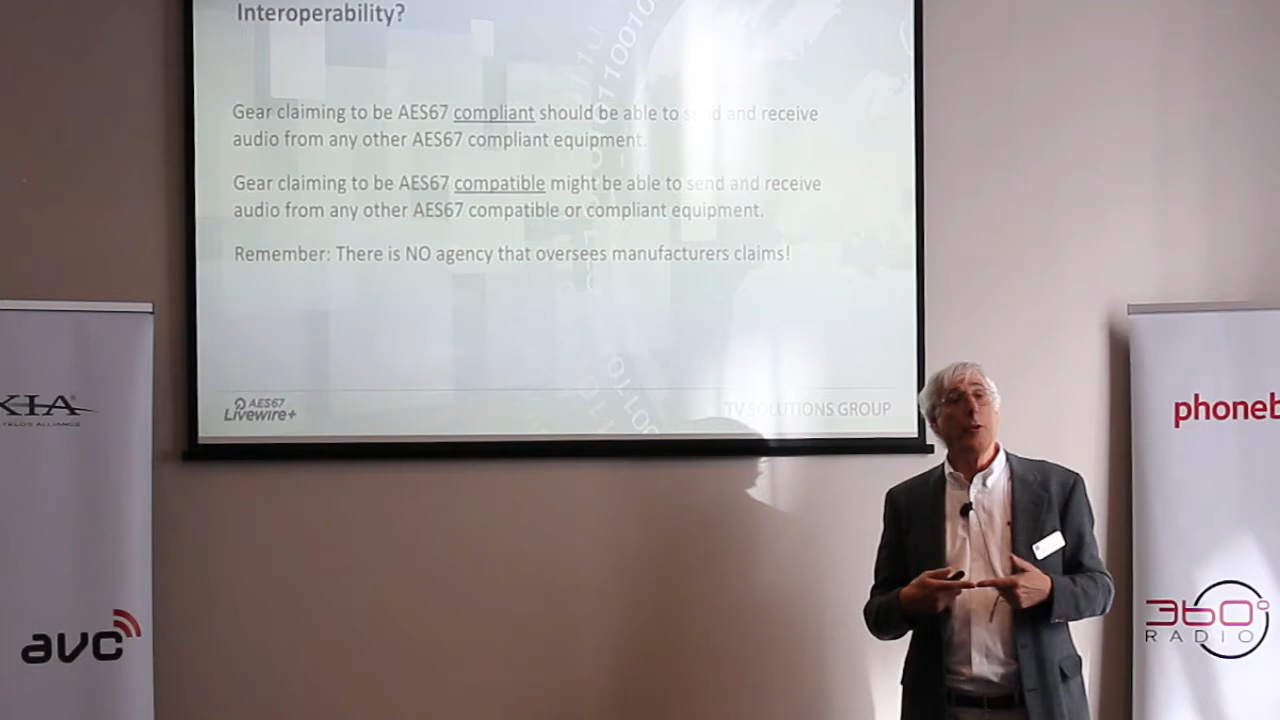 Interoperability?
Gear claiming to be AES67 compliant should be able to send and receive
audio from any other AES67 compliant equipment.
Gear claiming to be AES67 compatible might be able to send and receive
audio from any other AES67 compatible or compliant equipment.
Remember: There is NO agency that oversees manufacturers claims!
AES67
Livewire+
TV SOLUTIONS GROUP
XIA
TELOS ALLIANCE
avc
phoneb
360°
RADIO